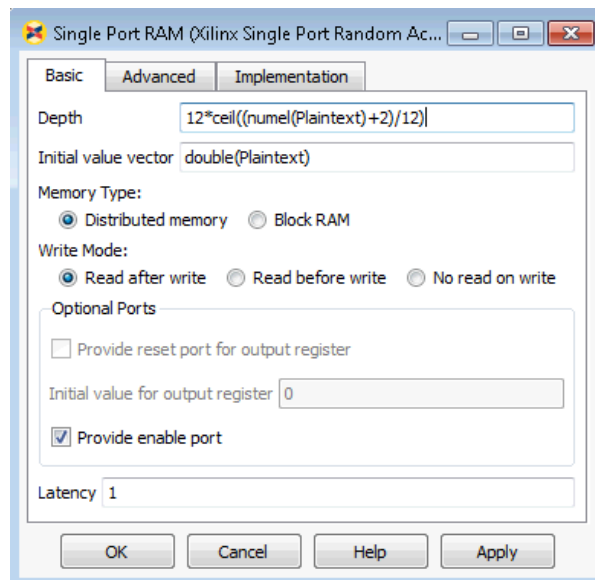 Single Port RAM (Xilinx Single Port Random Ac...
Basic Advanced Implementation
Depth 12*ceil((numel(Plaintext)+2)/12)
Initial value vector double(Plaintext)
Memory Type:
Distributed memory Block RAM
Write Mode:
Read after write Read before write No read on write
Optional Ports
Provide reset port for output register
Initial value for output register 0
Provide enable port
Latency 1
OK Cancel Help Apply